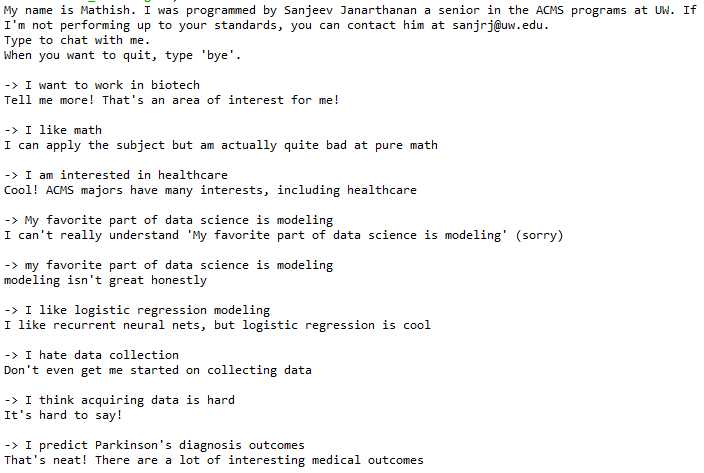 My name is Mathish. I was programmed by Sanjeev Janarthanan a senior in the ACMS programs at UW. If
I'm not performing up to your standards, you can contact him at sanjrj@uw.edu.
Type to chat with me.
When you want to quit, type 'bye'.
-> I want to work in biotech
Tell me more! That's an area of interest for me!
-> I like math
I can apply the subject but am actually quite bad at pure math
-> I am interested in healthcare
Cool! ACMS majors have many interests, including healthcare
-> My favorite part of data science is modeling
I can't really understand 'My favorite part of data science is modeling' (sorry)
-> my favorite part of data science is modeling
modeling isn't great honestly
-> I like logistic regression modeling
I like recurrent neural nets, but logistic regression is cool
-> I hate data collection
Don't even get me started on collecting data
-> I think acquiring data is hard
It's hard to say!
-> I predict Parkinson's diagnosis outcomes
That's neat! There are a lot of interesting medical outcomes